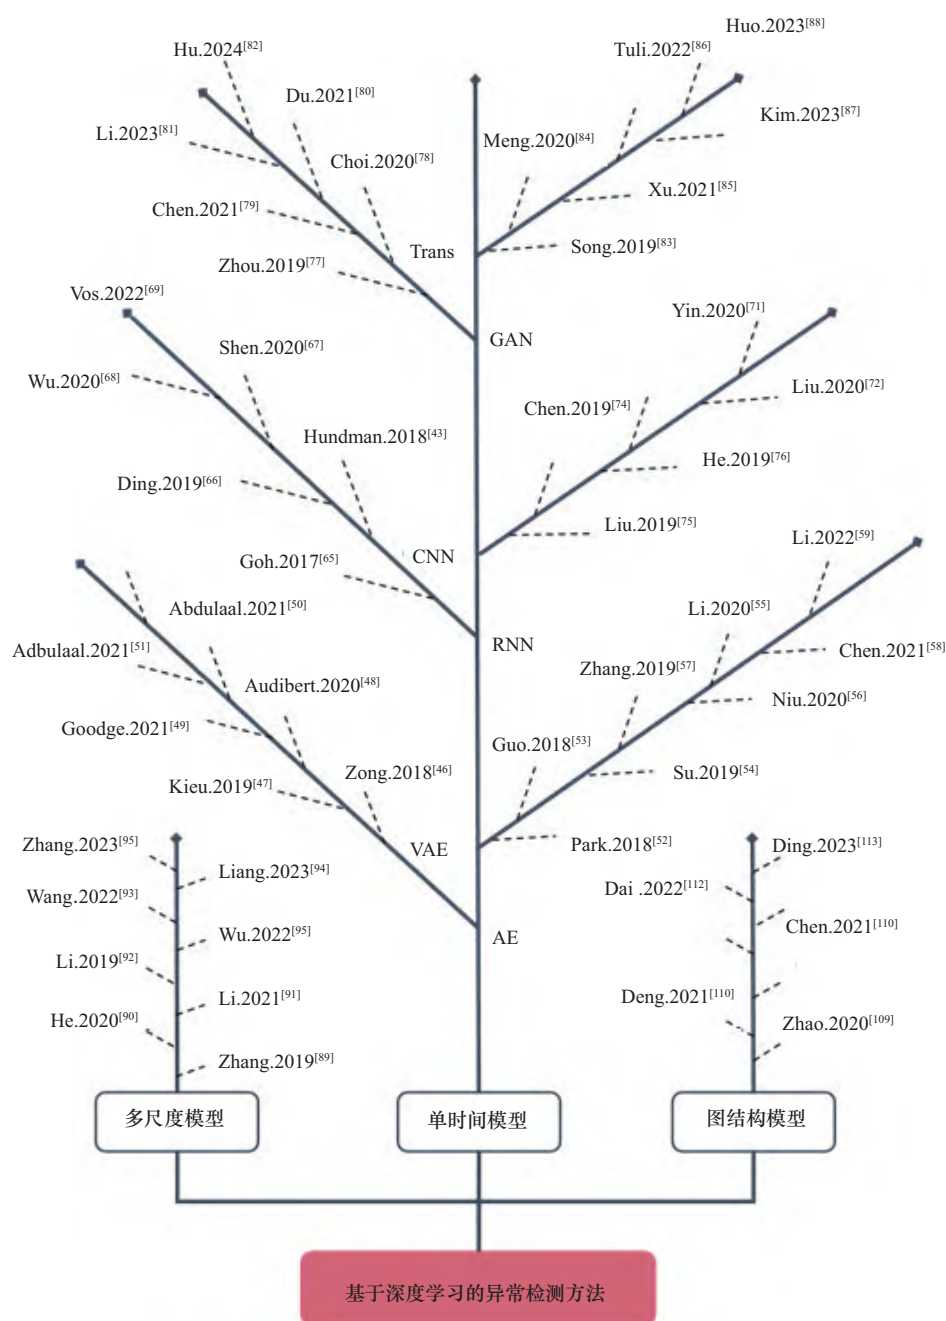 Huo.2023[88]
Hu.2024[82]
Tuli.2022[86]
Du.2021[80]
Kim.2023[87]
Li.2023[81]
Meng.2020[84]
Choi.2020[78]
Xu.2021[85]
Chen.2021[79]
Trans
Song.2019[83]
Zhou.2019[77]
Vos.2022[69]
Yin.2020[71]
GAN
Shen.2020[67]
Wu.2020[68]
Liu.2020[72]
Chen.2019[74]
Hundman.2018[43]
He.2019[76]
Ding.2019[66]
Liu.2019[75]
Li.2022[59]
CNN
Goh.2017[65]
Abdulaal.2021[50]
Li.2020[55]
RNN
Adbulaal.2021[51]
Chen.2021[58]
Zhang.2019[57]
Audibert.2020[48]
Niu.2020[56]
Goodge.2021[49]
Guo.2018[53]
Zong.2018[46]
Su.2019[54]
Kieu.2019[47]
Zhang.2023[95]
VAE
Park.2018[52]
Ding.2023[113]
Liang.2023[94]
Dai .2022[112]
Wang.2022[93]
Chen.2021[110]
Wu.2022[95]
AE
Li.2019[92]
Li.2021[91]
Deng.2021[110]
He.2020[90]
Zhao.2020[109]
Zhang.2019[89]
多尺度模型
单时间模型
图结构模型
基于深度学习的异常检测方法